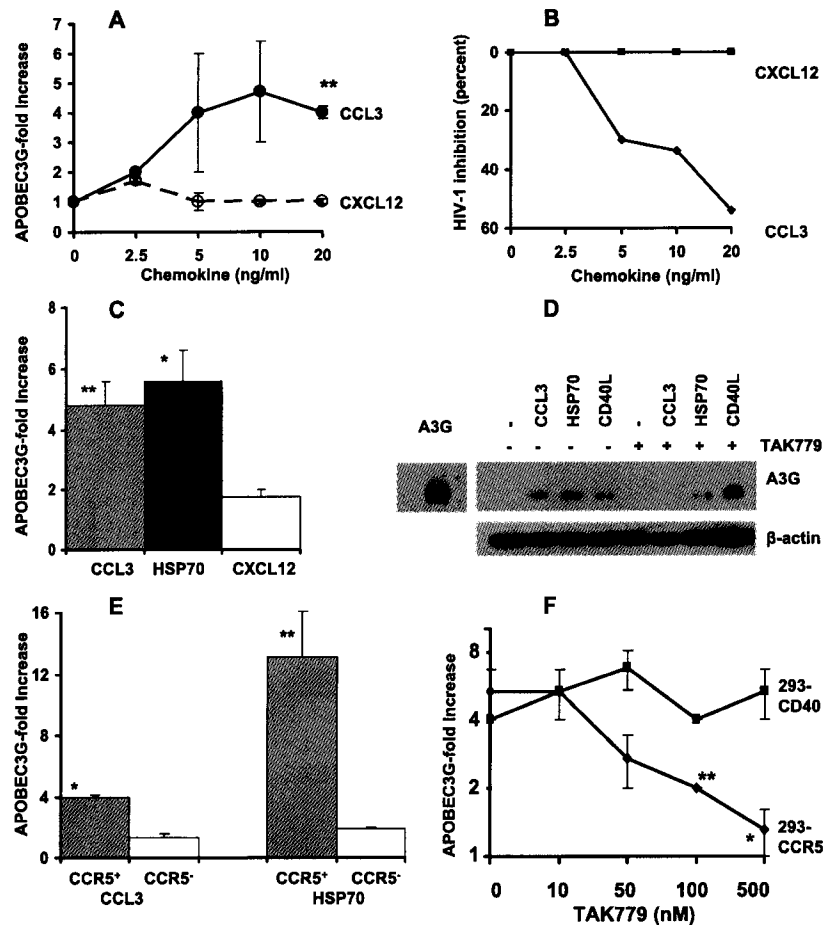 A
APOBEC3G-fold Increase
7
6
5
4
3
2
1
0
**
CCL3
CXCL12
0 2.5 5 10 20
Chemokine (ng/ml)
B
HIV-1 inhibition (percent)
0
20
40
60
CXCL12
CCL3
0 2.5 5 10 20
Chemokine (ng/ml)
C
APOBEC3G-fold Increase
8
6
4
2
0
**
*
CCL3 HSP70 CXCL12
D
A3G
- CCL3 HSP70 CD40L - CCL3 HSP70 CD40L
- - - - + + + + TAK779
A3G
β-actin
E
APOBEC3G-fold Increase
16
12
8
4
0
*
**
CCR5+ CCR5- CCR5+ CCR5-
CCL3 HSP70
F
APOBEC3G-fold Increase
8
4
2
1
293-
CD40
**
*
293-
CCR5
0 10 50 100 500
TAK779 (nM)